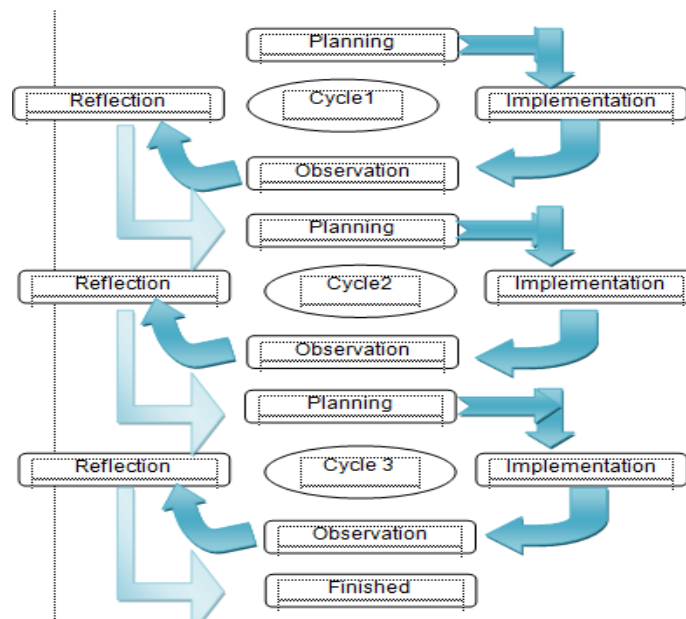 Planning
Reflection
Cycle1
Implementation
Observation
Planning
Reflection
Cycle2
Implementation
Observation
Planning
Reflection
Cycle 3
Implementation
Observation
Finished